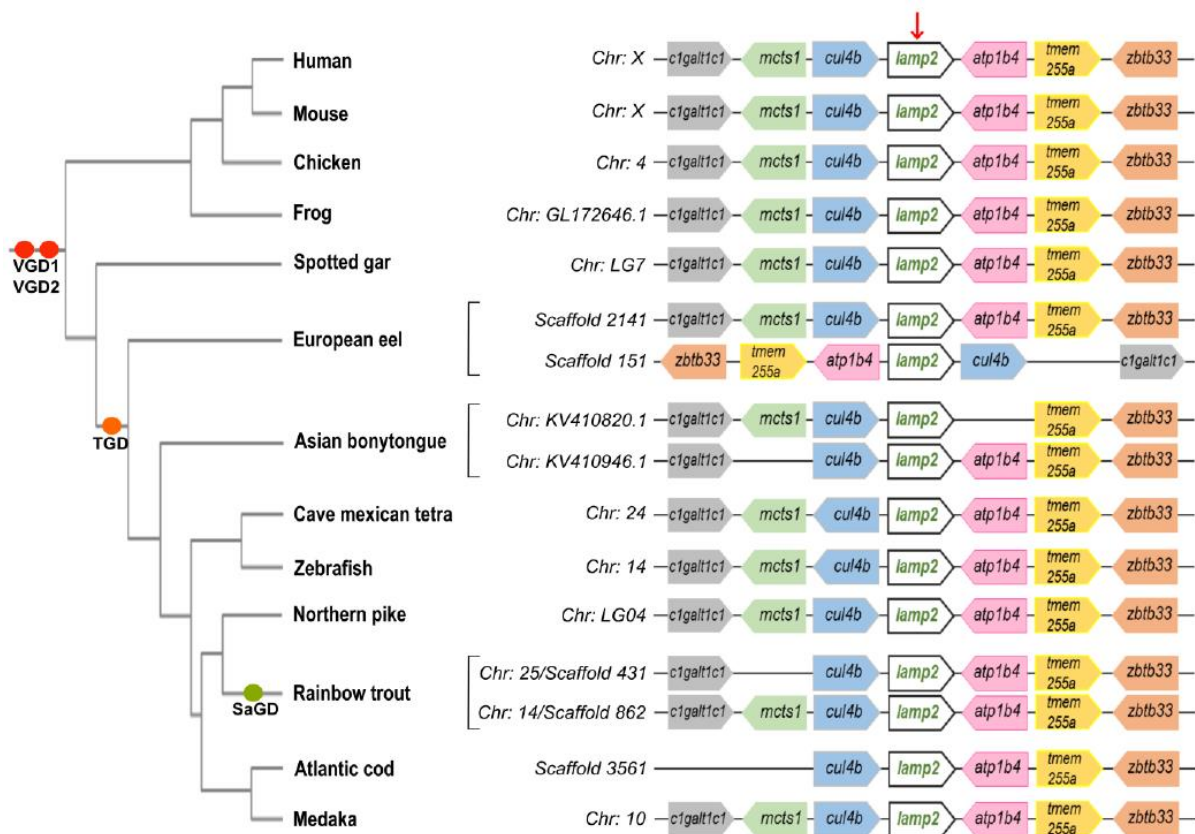 Human
Mouse
Chicken
Frog
Spotted gar
European eel
Asian bonytongue
Cave mexican tetra
Zebrafish
Northern pike
Rainbow trout
Atlantic cod
Medaka
VGD1
VGD2
TGD
SaGD
Chr: X c1galt1c1 mcts1 cul4b lamp2 atp1b4 tmem 255a zbtb33
Chr: X c1galt1c1 mcts1 cul4b lamp2 atp1b4 tmem 255a zbtb33
Chr: 4 c1galt1c1 mcts1 cul4b lamp2 atp1b4 tmem 255a zbtb33
Chr: GL172646.1 c1galt1c1 mcts1 cul4b lamp2 atp1b4 tmem 255a zbtb33
Chr: LG7 c1galt1c1 mcts1 cul4b lamp2 atp1b4 tmem 255a zbtb33
Scaffold 2141 c1galt1c1 mcts1 cul4b lamp2 atp1b4 tmem 255a zbtb33
Scaffold 151 zbtb33 tmem 255a atp1b4 lamp2 cul4b c1galt1c1
Chr: KV410820.1 c1galt1c1 mcts1 cul4b lamp2 tmem 255a zbtb33
Chr: KV410946.1 c1galt1c1 cul4b lamp2 atp1b4 tmem 255a zbtb33
Chr: 24 c1galt1c1 mcts1 cul4b lamp2 atp1b4 tmem 255a zbtb33
Chr: 14 c1galt1c1 mcts1 cul4b lamp2 atp1b4 tmem 255a zbtb33
Chr: LG04 c1galt1c1 mcts1 cul4b lamp2 atp1b4 tmem 255a zbtb33
Chr: 25/Scaffold 431 c1galt1c1 cul4b lamp2 atp1b4 tmem 255a zbtb33
Chr: 14/Scaffold 862 c1galt1c1 mcts1 cul4b lamp2 atp1b4 tmem 255a zbtb33
Scaffold 3561 cul4b lamp2 atp1b4 tmem 255a zbtb33
Chr: 10 c1galt1c1 mcts1 cul4b lamp2 atp1b4 tmem 255a zbtb33